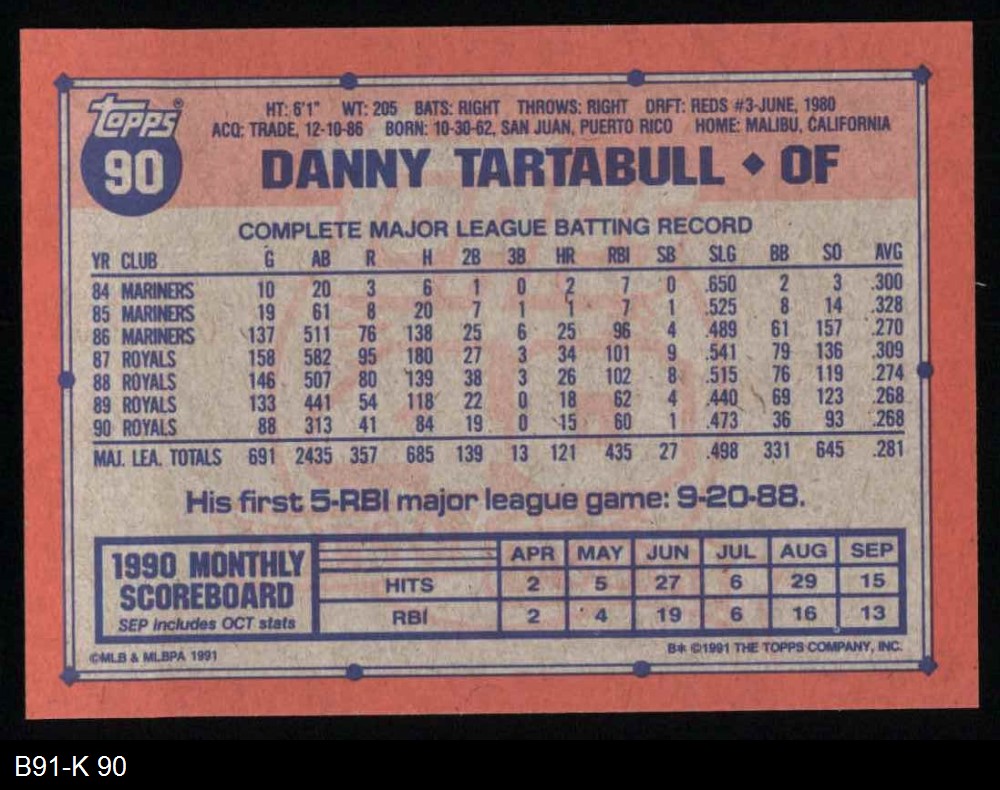 Topps®
90
HT: 6'1" WT: 205 BATS: RIGHT THROWS: RIGHT DRFT: REDS #3-JUNE, 1980
ACQ: TRADE, 12-10-86 BORN: 10-30-62, SAN JUAN, PUERTO RICO HOME: MALIBU, CALIFORNIA
DANNY TARTABULL ◆ OF
COMPLETE MAJOR LEAGUE BATTING RECORD
YR CLUB G AB R H 2B 3B HR RBI SB SLG BB SO AVG
84 MARINERS 10 20 3 6 1 0 2 7 0 .650 2 3 .300
85 MARINERS 19 61 8 20 7 1 1 7 1 .525 8 14 .328
86 MARINERS 137 511 76 138 25 6 25 96 4 .489 61 157 .270
87 ROYALS 158 582 95 180 27 3 34 101 9 .541 79 136 .309
88 ROYALS 146 507 80 139 38 3 26 102 8 .515 76 119 .274
89 ROYALS 133 441 54 118 22 0 18 62 4 .440 69 123 .268
90 ROYALS 88 313 41 84 19 0 15 60 1 .473 36 93 .268
MAJ. LEA. TOTALS 691 2435 357 685 139 13 121 435 27 .498 331 645 .281
His first 5-RBI major league game: 9-20-88.
1990 MONTHLY
SCOREBOARD
SEP includes OCT stats
APR MAY JUN JUL AUG SEP
HITS 2 5 27 6 29 15
RBI 2 4 19 6 16 13
©MLB & MLBPA 1991
B* ©1991 THE TOPPS COMPANY, INC.
B91-K 90